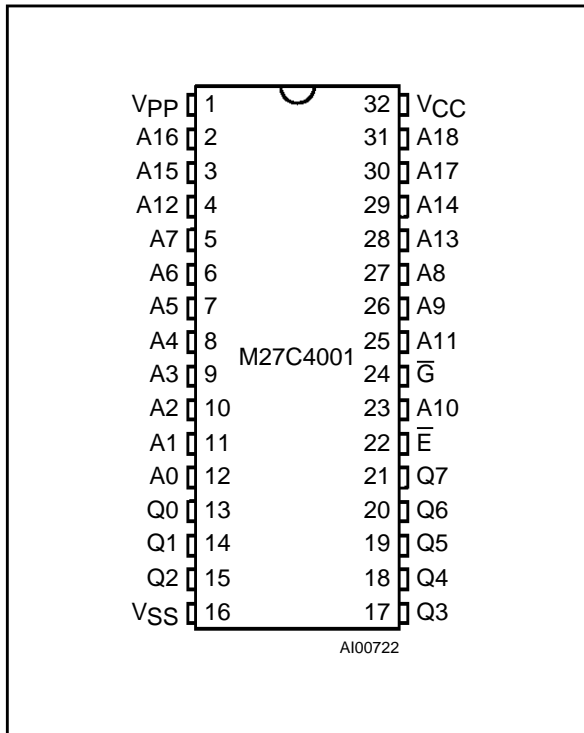 VPP 1 32 VCC
A16 2 31 A18
A15 3 30 A17
A12 4 29 A14
A7 5 28 A13
A6 6 27 A8
A5 7 26 A9
A4 8 25 A11
M27C4001
A3 9 24 G̅
A2 10 23 A10
A1 11 22 E̅
A0 12 21 Q7
Q0 13 20 Q6
Q1 14 19 Q5
Q2 15 18 Q4
VSS 16 17 Q3
AI00722